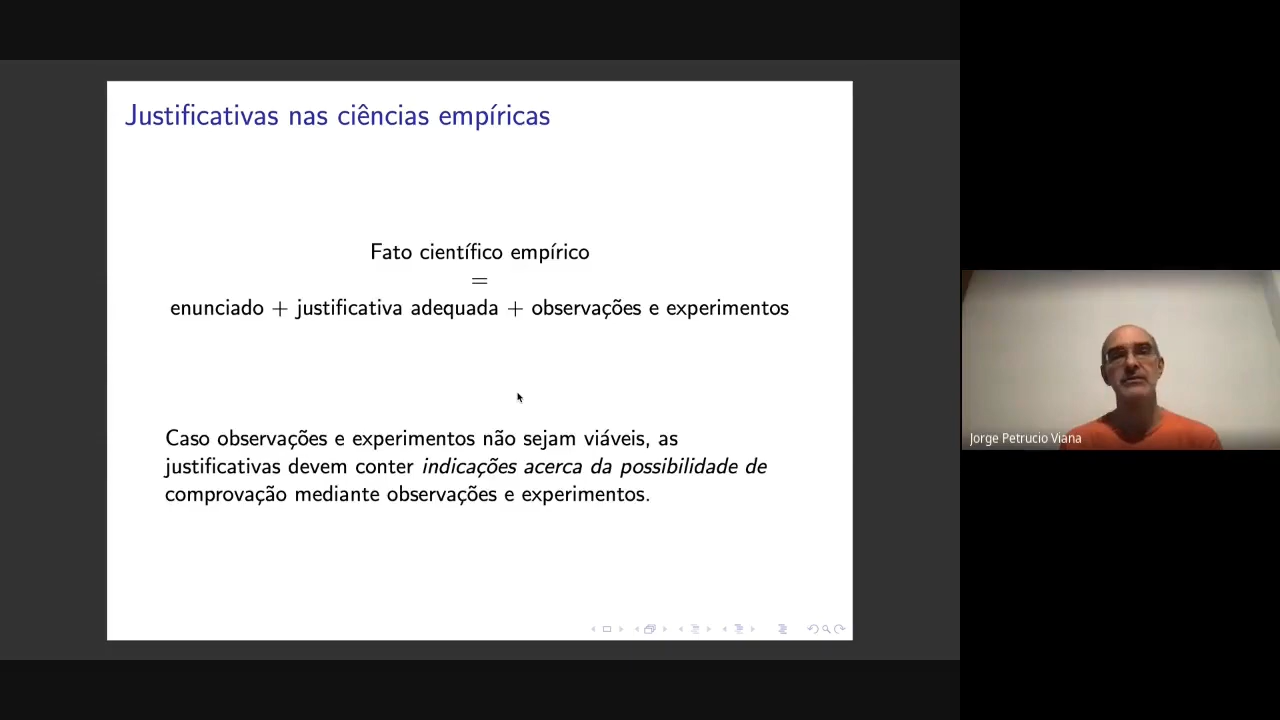 Justificativas nas ciências empíricas
Fato científico empírico
=
enunciado + justificativa adequada + observações e experimentos
Caso observações e experimentos não sejam viáveis, as
justificativas devem conter indicações acerca da possibilidade de
comprovação mediante observações e experimentos.
Jorge Petrucio Viana